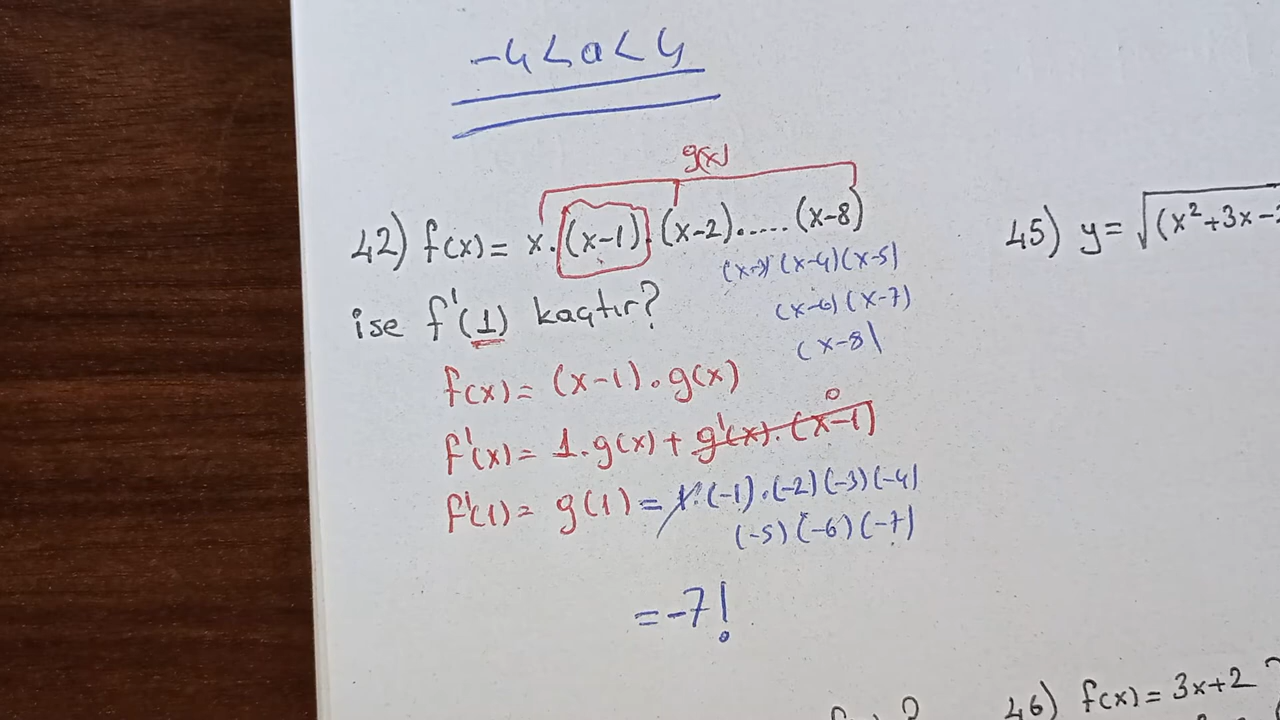 -4<a<4
g(x)
42) f(x)= x.(x-1).(x-2).....(x-8)
(x-3)(x-4)(x-5)
(x-6)(x-7)
(x-8)
ise f'(1) kaçtır?
f(x)= (x-1).g(x)
0
f'(x)= 1.g(x)+ g'(x).(x-1)
f'(1)= g(1)= 1.(-1).(-2)(-3)(-4)
(-5)(-6)(-7)
=-7!
45) y=√(x²+3x-
46) f(x)=3x+2